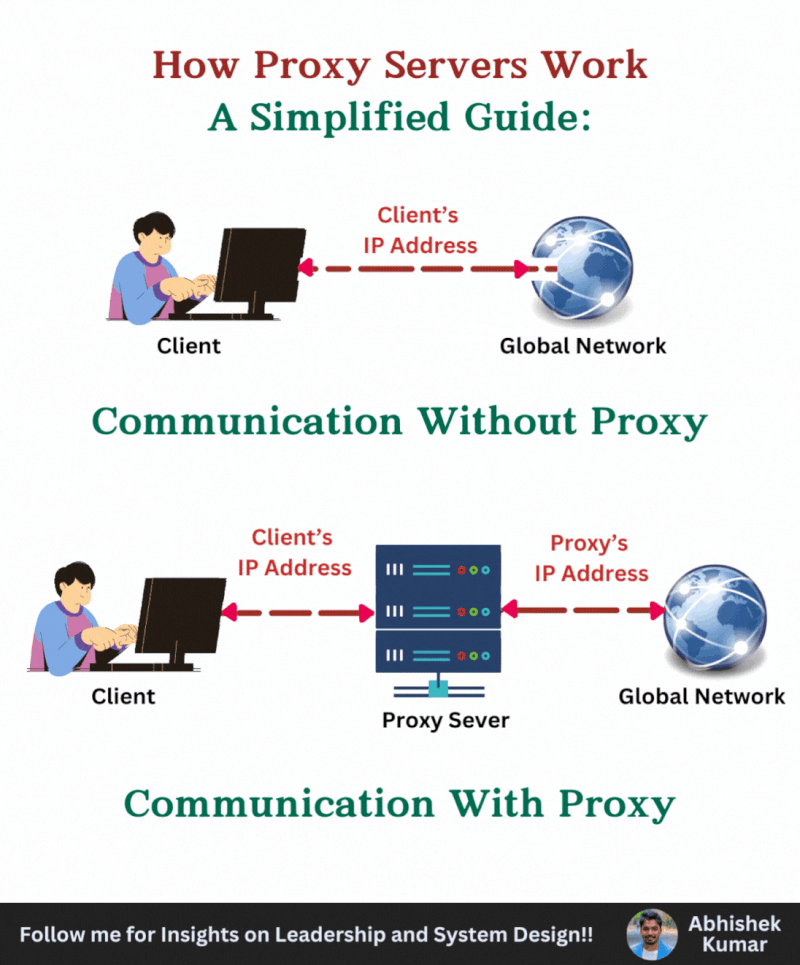 How Proxy Servers Work
A Simplified Guide:
Client's
IP Address
Client
Global Network
Communication Without Proxy
Client's
IP Address
Proxy's
IP Address
Client
Proxy Sever
Global Network
Communication With Proxy
Follow me for Insights on Leadership and System Design!!
Abhishek
Kumar